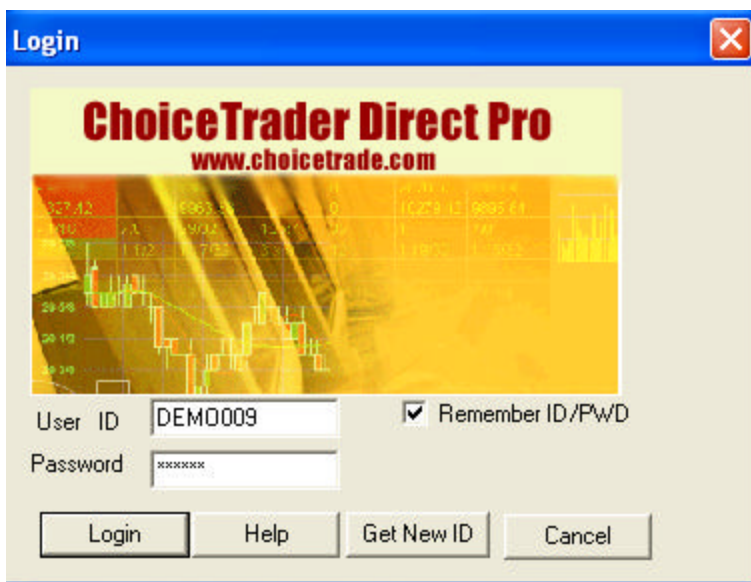 Login
ChoiceTrader Direct Pro
www.choicetrade.com
User ID DEMO009
Remember ID/PWD
Password ××××××
Login Help Get New ID Cancel